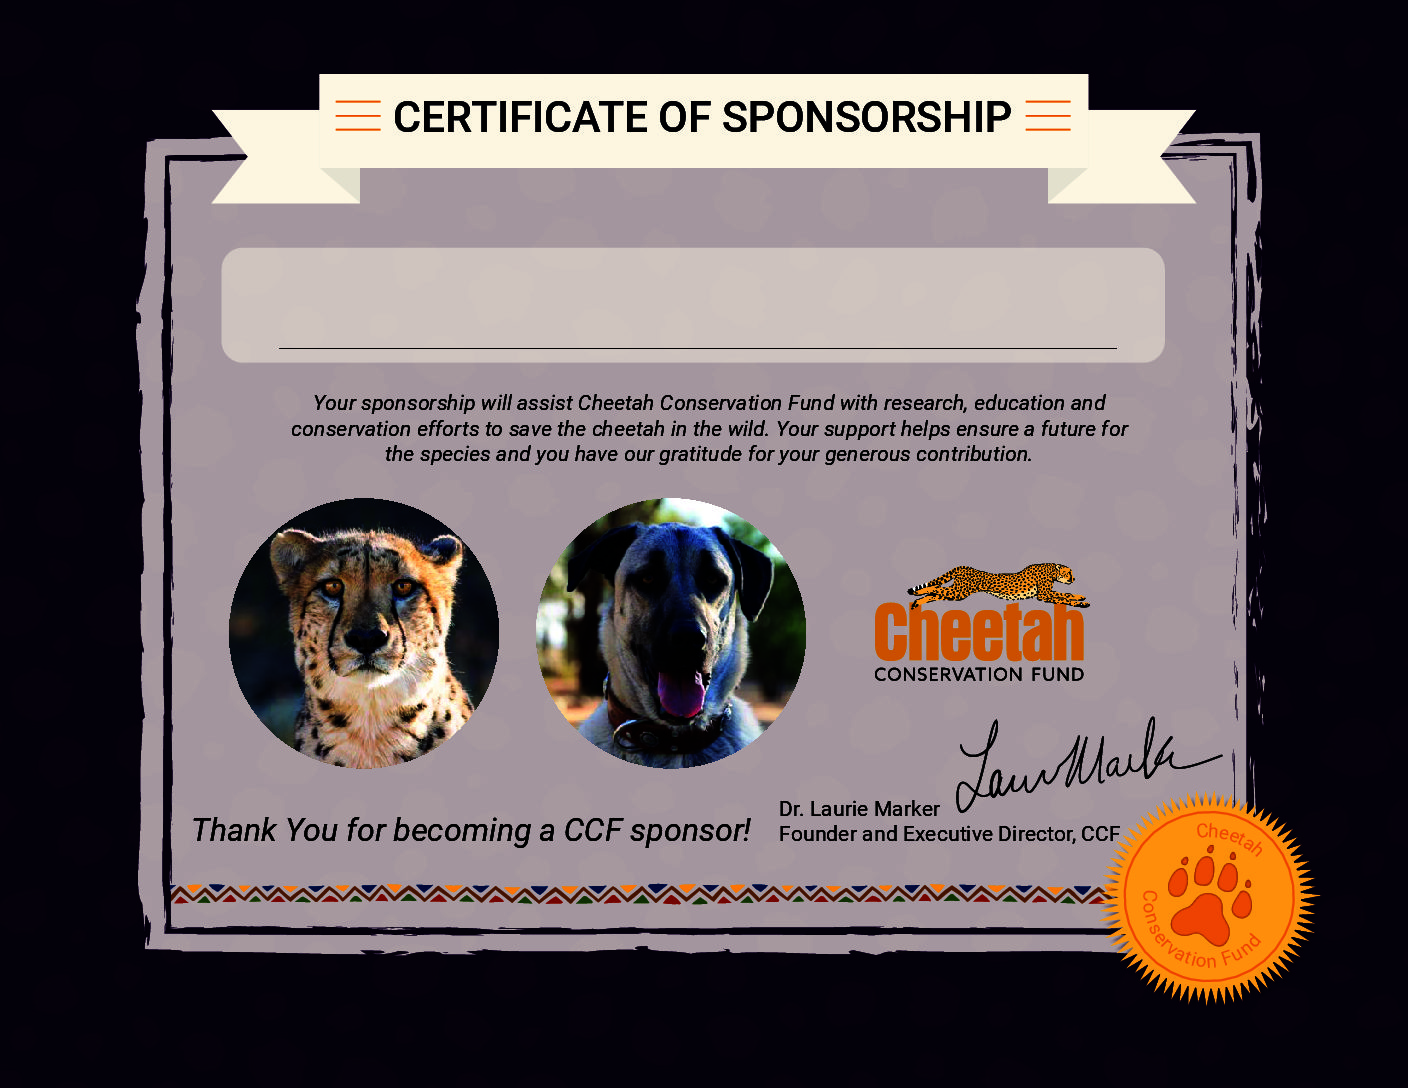 CERTIFICATE OF SPONSORSHIP
Your sponsorship will assist Cheetah Conservation Fund with research, education and
conservation efforts to save the cheetah in the wild. Your support helps ensure a future for
the species and you have our gratitude for your generous contribution.
Cheetah
CONSERVATION FUND
Laurie Marker
Dr. Laurie Marker
Founder and Executive Director, CCF
Thank You for becoming a CCF sponsor!
Cheetah
Conservation Fund